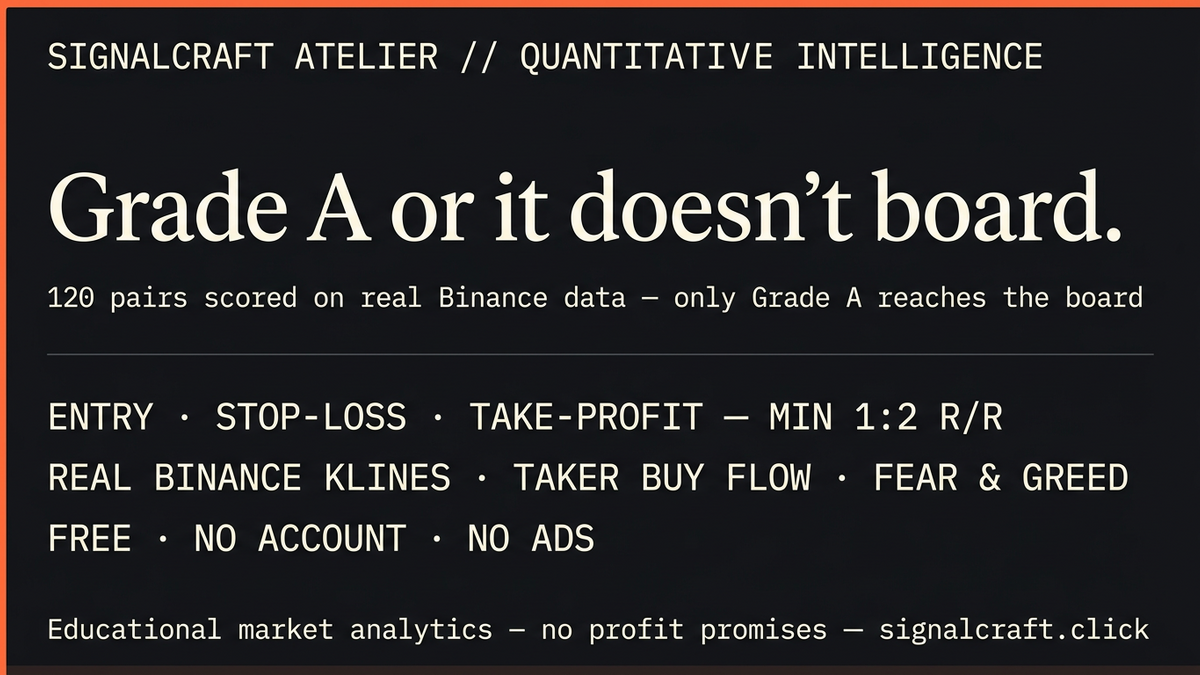 SIGNALCRAFT ATELIER // QUANTITATIVE INTELLIGENCE
Grade A or it doesn’t board.
120 pairs scored on real Binance data — only Grade A reaches the board
ENTRY · STOP-LOSS · TAKE-PROFIT — MIN 1:2 R/R
REAL BINANCE KLINES · TAKER BUY FLOW · FEAR & GREED
FREE · NO ACCOUNT · NO ADS
Educational market analytics — no profit promises — signalcraft.click